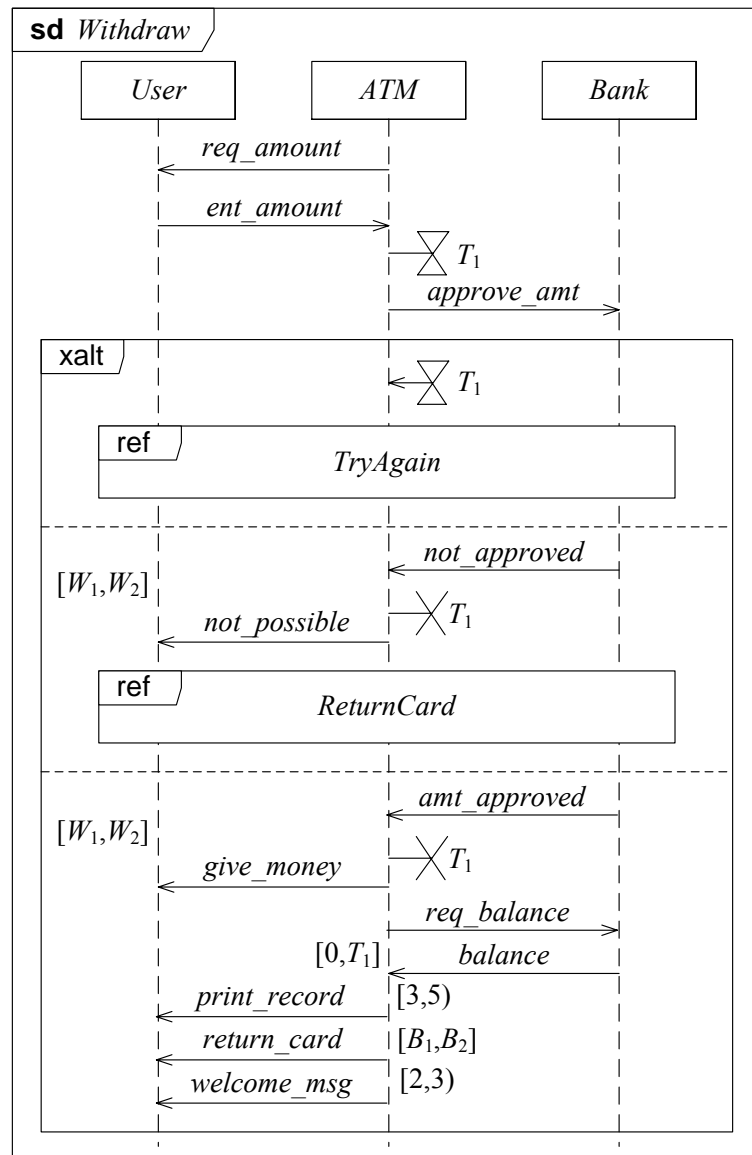 sd Withdraw
User ATM Bank
req_amount
ent_amount
T1
approve_amt
xalt
T1
ref
TryAgain
not_approved
[W1,W2]
T1
not_possible
ref
ReturnCard
amt_approved
[W1,W2]
T1
give_money
req_balance
[0,T1] balance
print_record [3,5)
return_card [B1,B2]
welcome_msg [2,3)